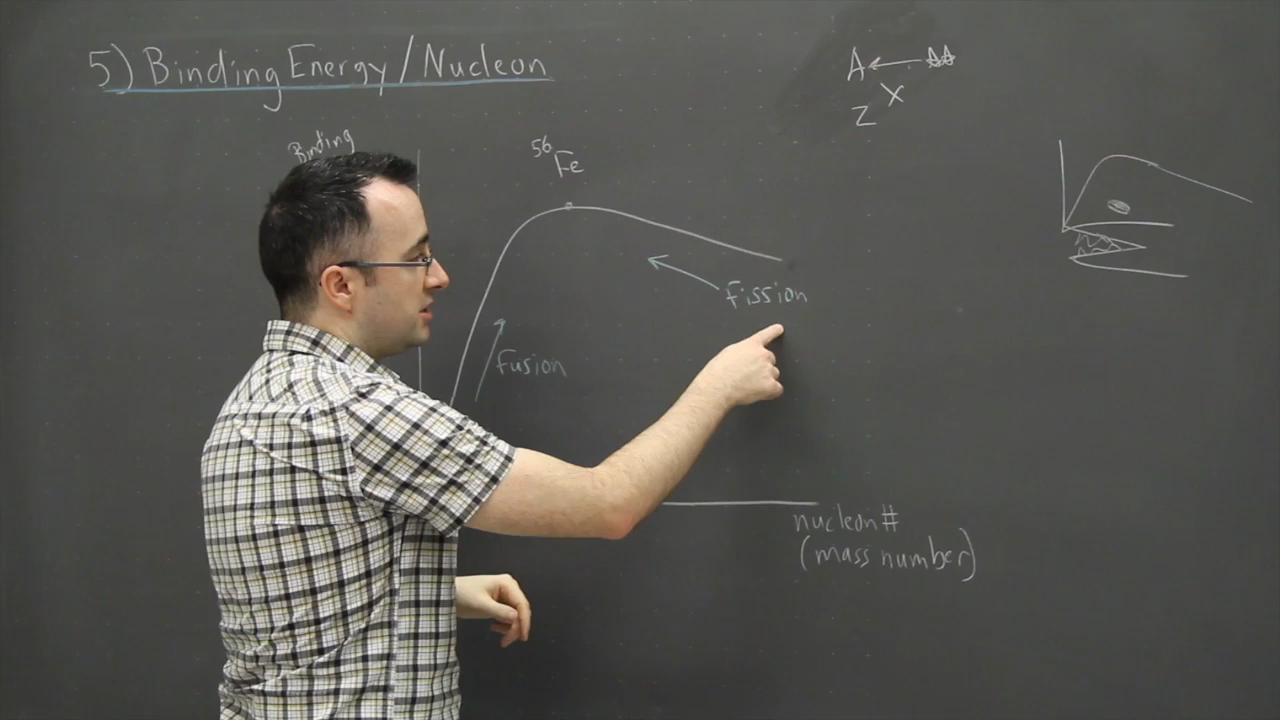 5) Binding Energy/Nucleon
A
X
Z
Binding
56
Fe
fission
fusion
nucleon #
(mass number)